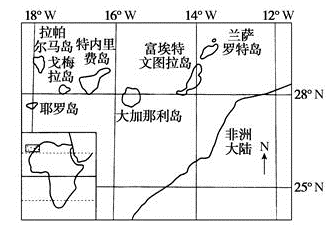 18°W 16°W 14°W 12°W
拉帕
尔马岛
特内里
费岛
戈梅
拉岛
富埃特
文图拉岛
兰萨
罗特岛
28°N
耶罗岛
大加那利岛
非洲
大陆
N
25°N